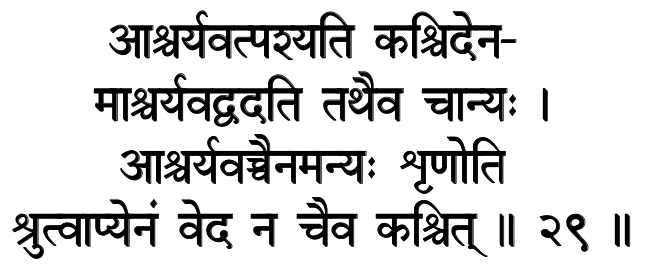 आश्चर्यवत्पश्यति कश्चिदेन-
माश्चर्यवद्वदति तथैव चान्यः ।
आश्चर्यवच्चैनमन्यः शृणोति
श्रुत्वाप्येनं वेद न चैव कश्चित् ॥ २९ ॥